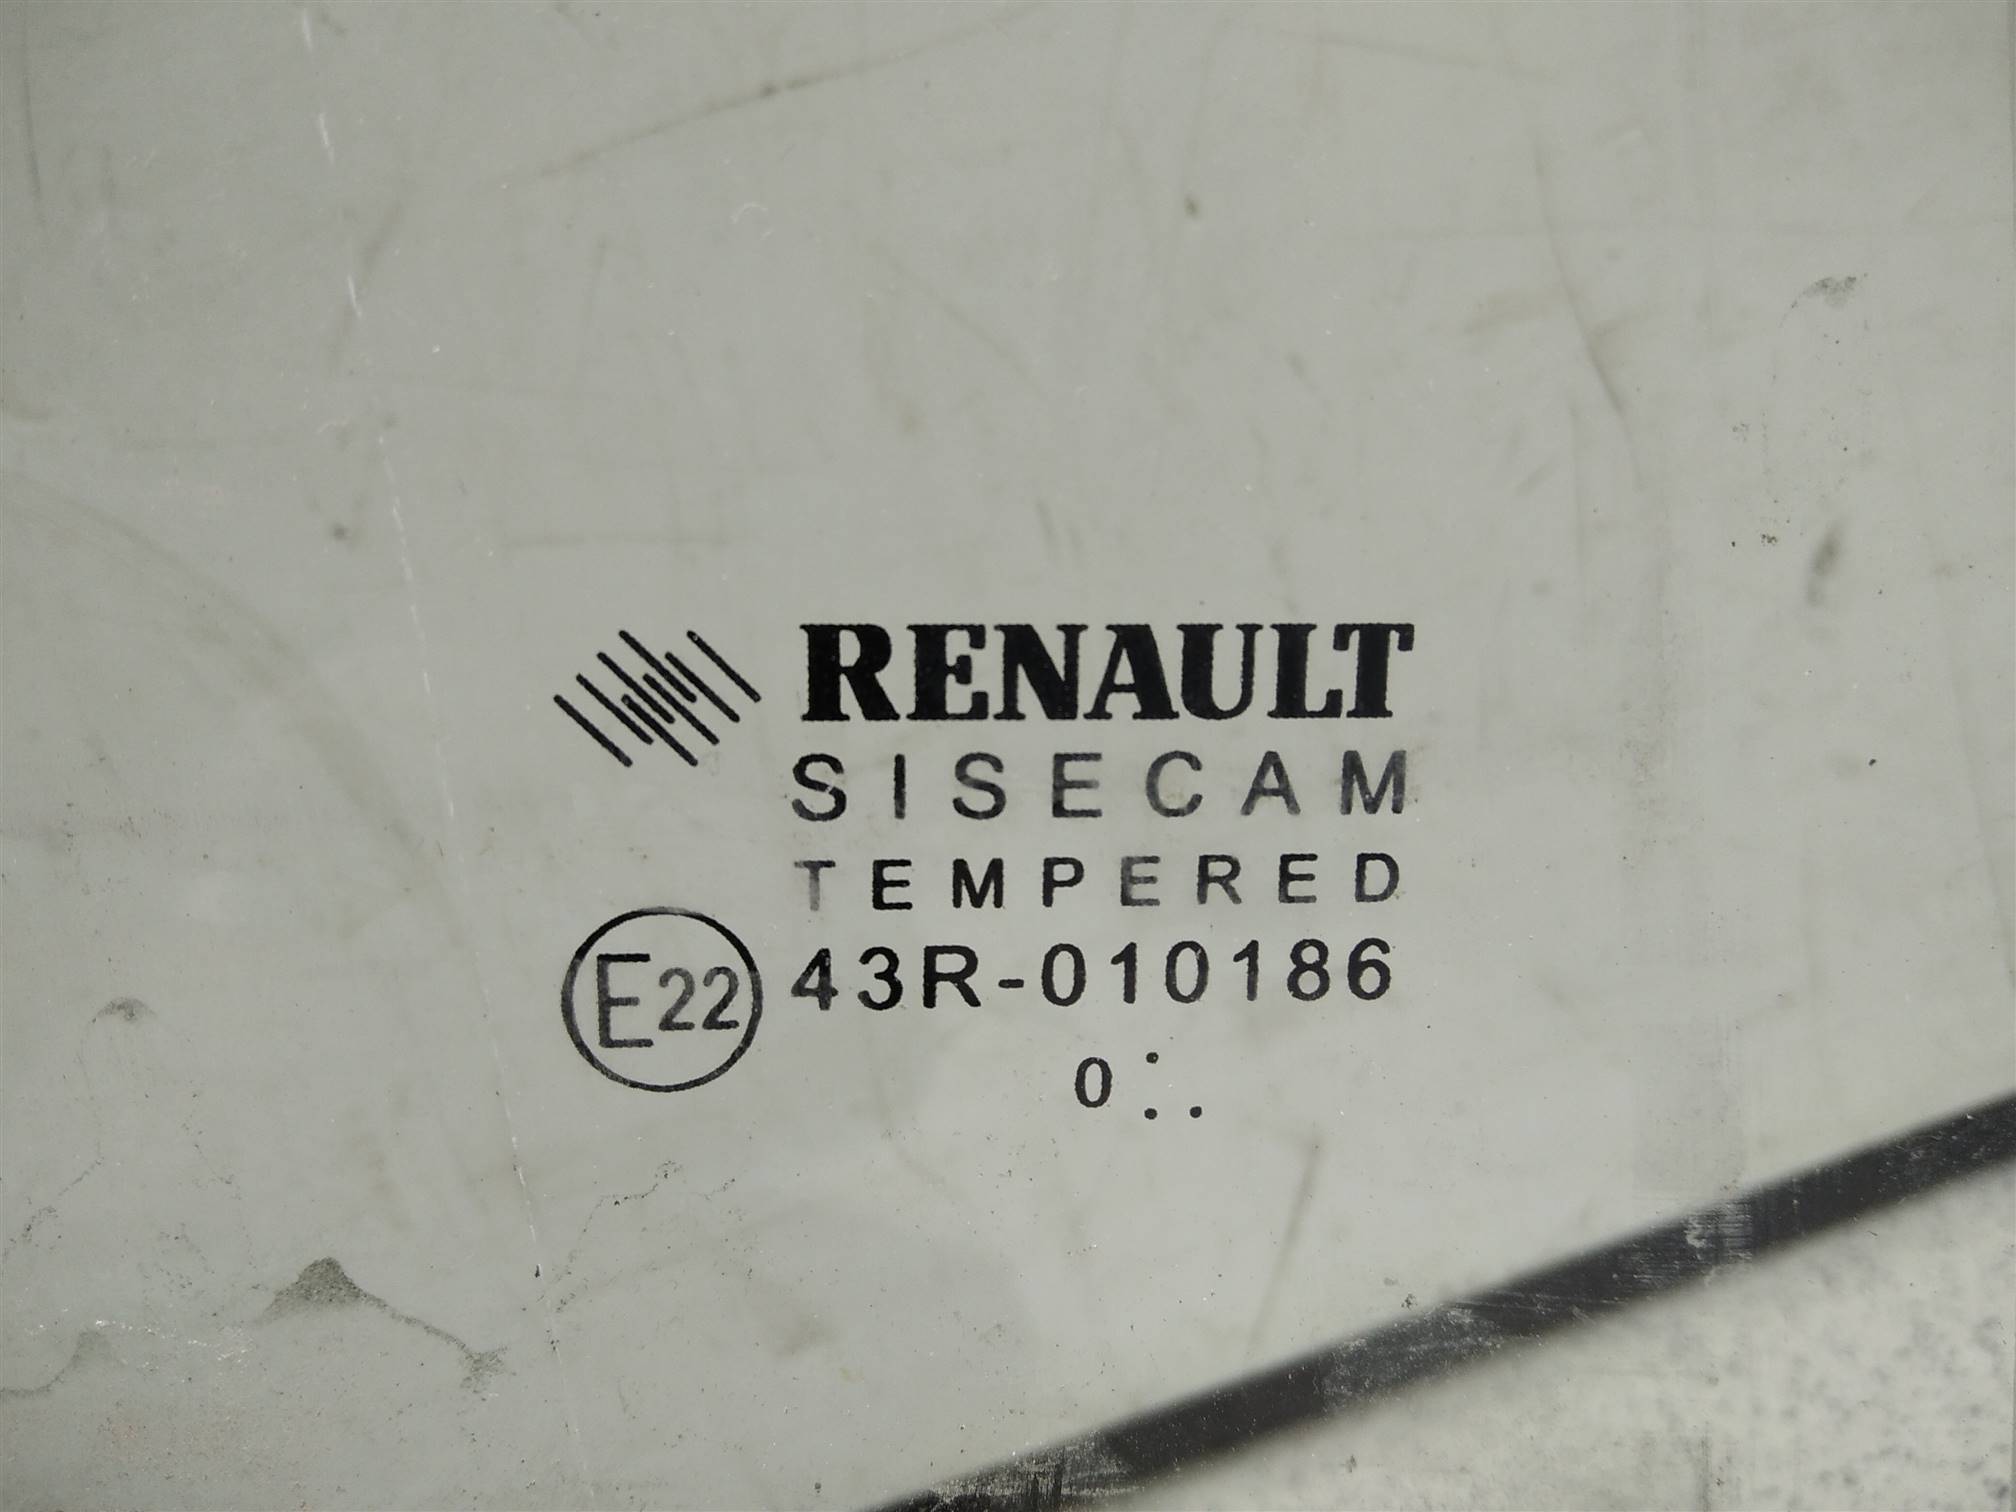 RENAULT
SISECAM
TEMPERED
E22 43R-010186
0 :..